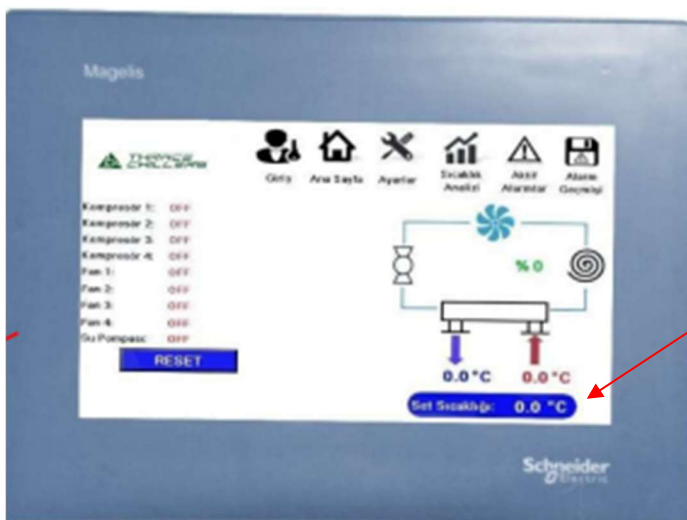 Magelis
THRACE
CHILLERS
Giriş
Ana Sayfa
Ayarlar
Sıcaklık
Analizi
Aktif
Alarmlar
Alarm
Geçmişi
Kompresör 1: OFF
Kompresör 2: OFF
Kompresör 3: OFF
Kompresör 4: OFF
Fan 1: OFF
Fan 2: OFF
Fan 3: OFF
Fan 4: OFF
Su Pompası: OFF
RESET
% 0
0.0 °C
0.0 °C
Set Sıcaklığı: 0.0 °C
Schneider
Electric